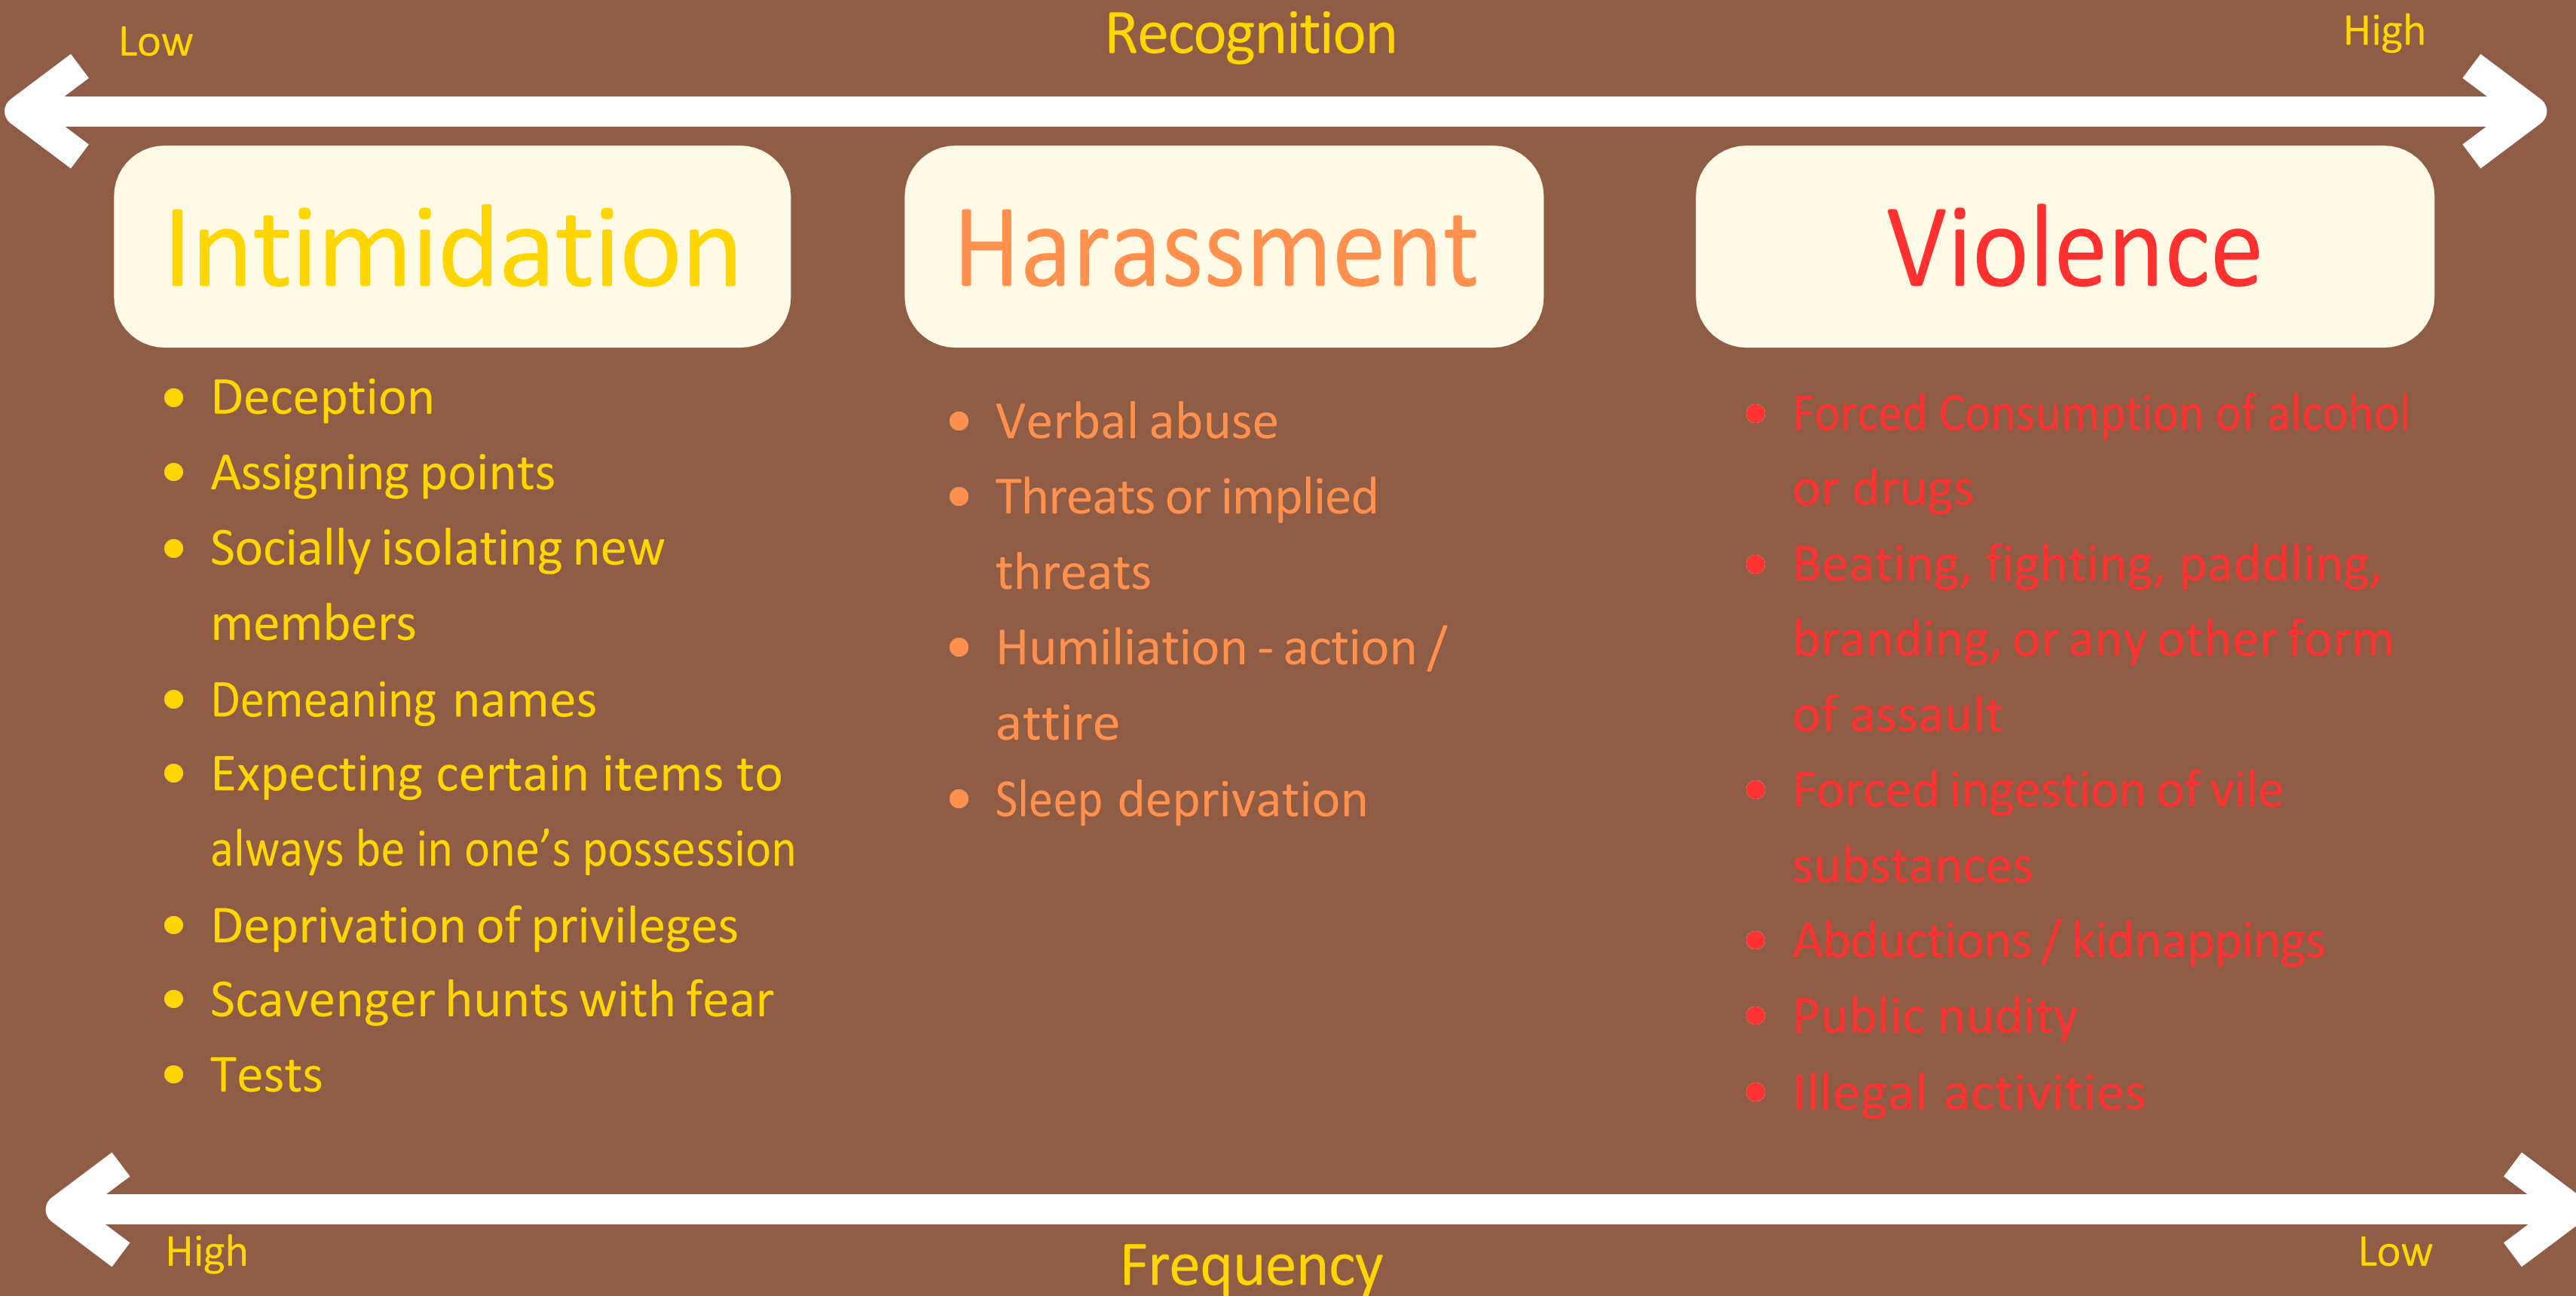 Recognition
Low
High
Intimidation
• Deception
• Assigning points
• Socially isolating new
members
• Demeaning names
• Expecting certain items to
always be in one’s possession
• Deprivation of privileges
• Scavenger hunts with fear
• Tests
Harassment
• Verbal abuse
• Threats or implied
threats
• Humiliation - action /
attire
• Sleep deprivation
Violence
• Forced Consumption of alcohol
or drugs
• Beating, fighting, paddling,
branding, or any other form
of assault
• Forced ingestion of vile
substances
• Abductions / kidnappings
• Public nudity
• Illegal activities
High
Low
Frequency